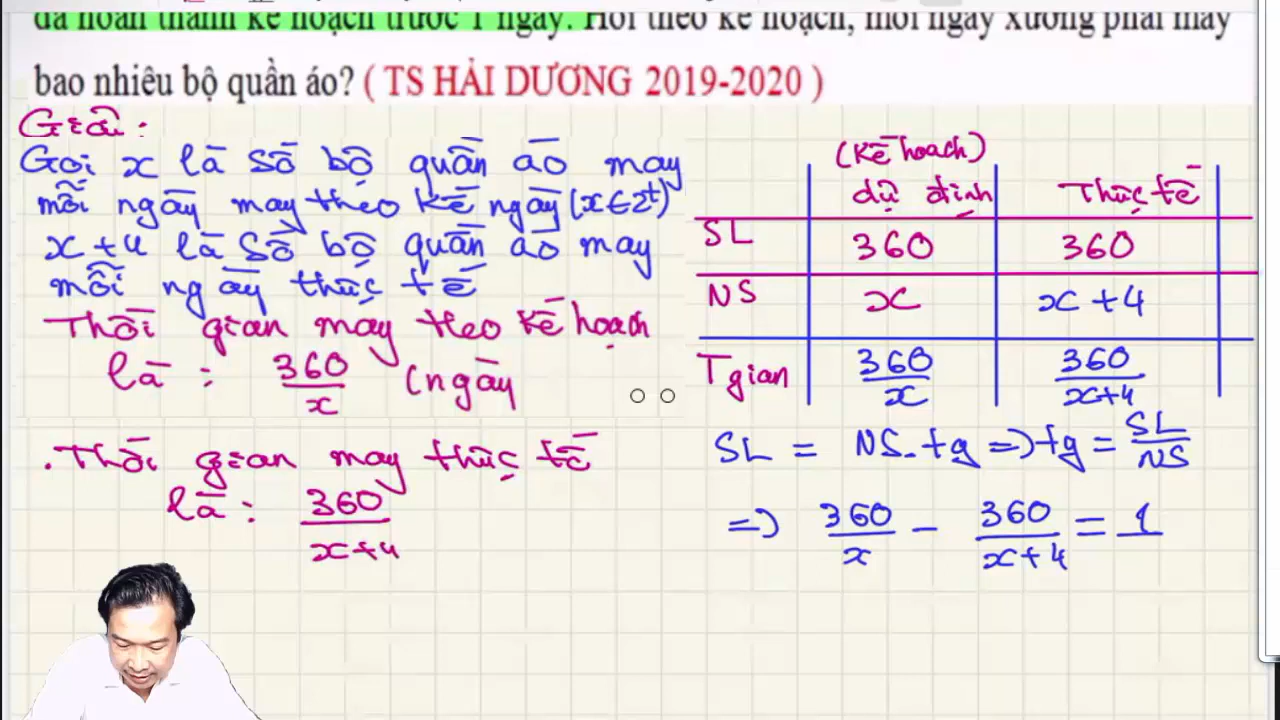 đã hoàn thành kế hoạch trước 1 ngày. Hỏi theo kế hoạch, mỗi ngày xưởng phải may
bao nhiêu bộ quần áo? ( TS HẢI DƯƠNG 2019-2020 )
Giải:
Gọi x là số bộ quần áo may
mỗi ngày may theo kế ngày (x ∈ Z⁺)
x + 4 là số bộ quần áo may
mỗi ngày thực tế
Thời gian may theo kế hoạch
là : 360/x (ngày
. Thời gian may thực tế
là : 360/x+4
(Kế hoạch)
dự định Thực tế
SL 360 360
NS x x + 4
T gian 360/x 360/x+4
SL = NS . tg => tg = SL/NS
=> 360/x - 360/x+4 = 1